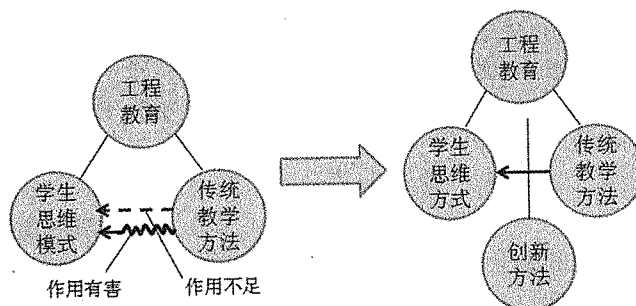 工程
教育
学生
思维
模式
传统
教学
方法
作用有害
作用不足
工程
教育
学生
思维
方式
传统
教学
方法
创新
方法